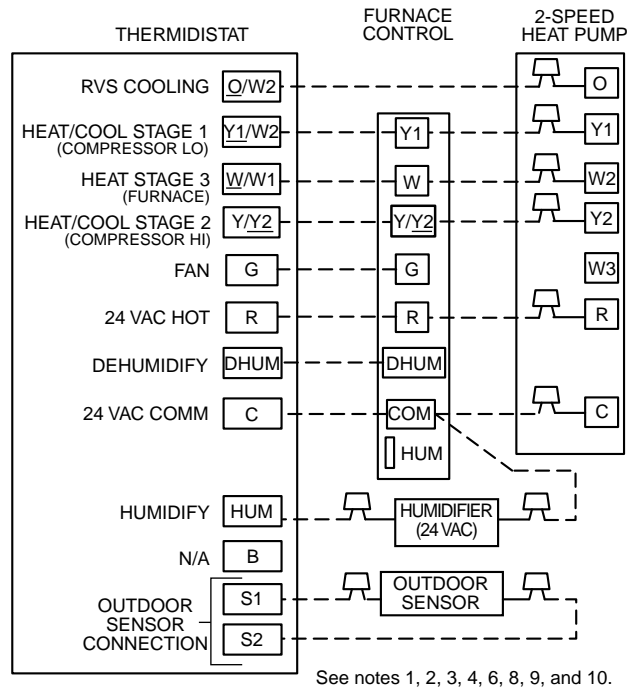 THERMIDISTAT
FURNACE
CONTROL
2-SPEED
HEAT PUMP
RVS COOLING O/W2 O
HEAT/COOL STAGE 1 Y1/W2 Y1 Y1
(COMPRESSOR LO)
HEAT STAGE 3 W/W1 W W2
(FURNACE)
HEAT/COOL STAGE 2 Y/Y2 Y/Y2 Y2
(COMPRESSOR HI)
FAN G G W3
24 VAC HOT R R R
DEHUMIDIFY DHUM DHUM
24 VAC COMM C COM C
HUM
HUMIDIFY HUM HUMIDIFIER
(24 VAC)
N/A B
OUTDOOR
SENSOR
CONNECTION
S1
S2
OUTDOOR
SENSOR
See notes 1, 2, 3, 4, 6, 8, 9, and 10.